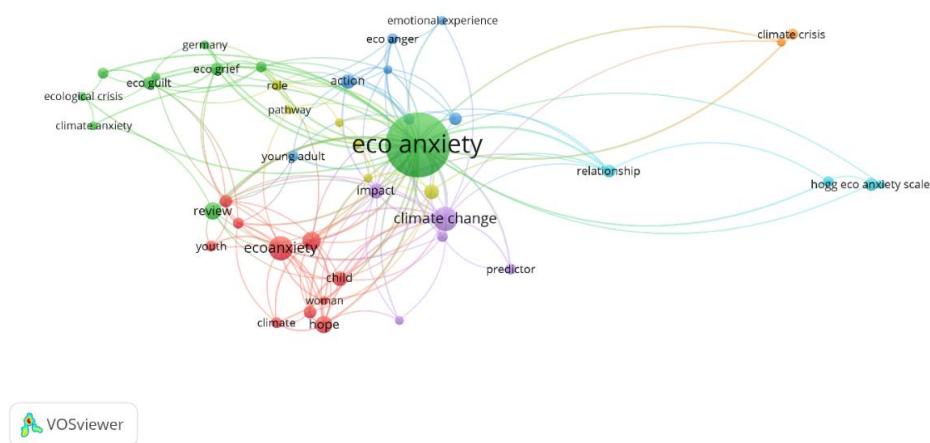 emotional experience
climate crisis
eco anger
germany
eco grief
action
eco guilt
role
ecological crisis
pathway
climate anxiety
eco anxiety
young adult
relationship
hogg eco anxiety scale
impact
review
climate change
youth
ecoanxiety
predictor
child
woman
climate
hope
VOSviewer